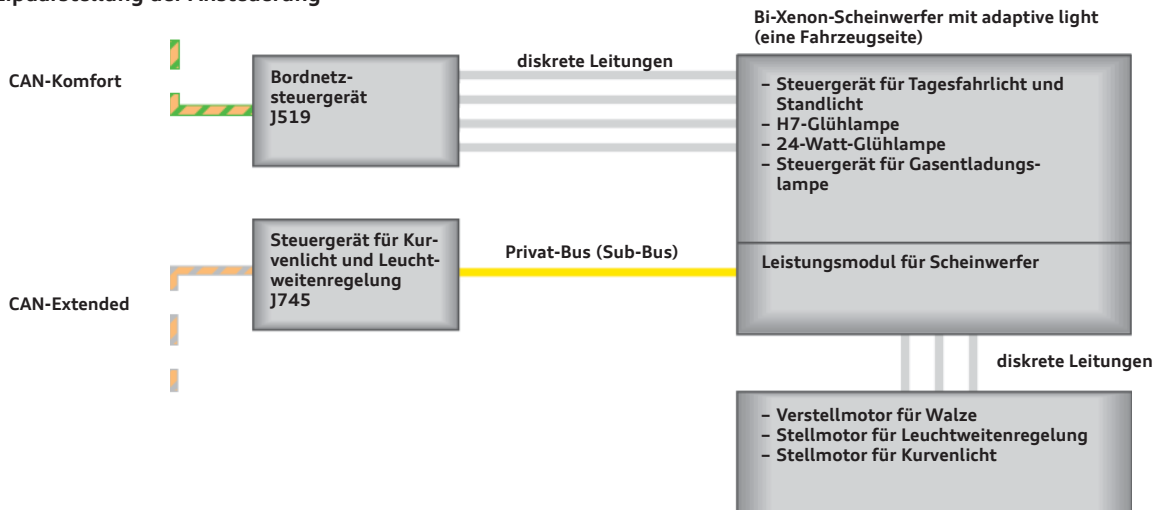 Bi-Xenon-Scheinwerfer mit adaptive light
(eine Fahrzeugseite)
CAN-Komfort
Bordnetz-
steuergerät
J519
diskrete Leitungen
– Steuergerät für Tagesfahrlicht und
Standlicht
– H7-Glühlampe
– 24-Watt-Glühlampe
– Steuergerät für Gasentladungs-
lampe
CAN-Extended
Steuergerät für Kur-
venlicht und Leucht-
weitenregelung
J745
Privat-Bus (Sub-Bus)
Leistungsmodul für Scheinwerfer
diskrete Leitungen
– Verstellmotor für Walze
– Stellmotor für Leuchtweitenregelung
– Stellmotor für Kurvenlicht